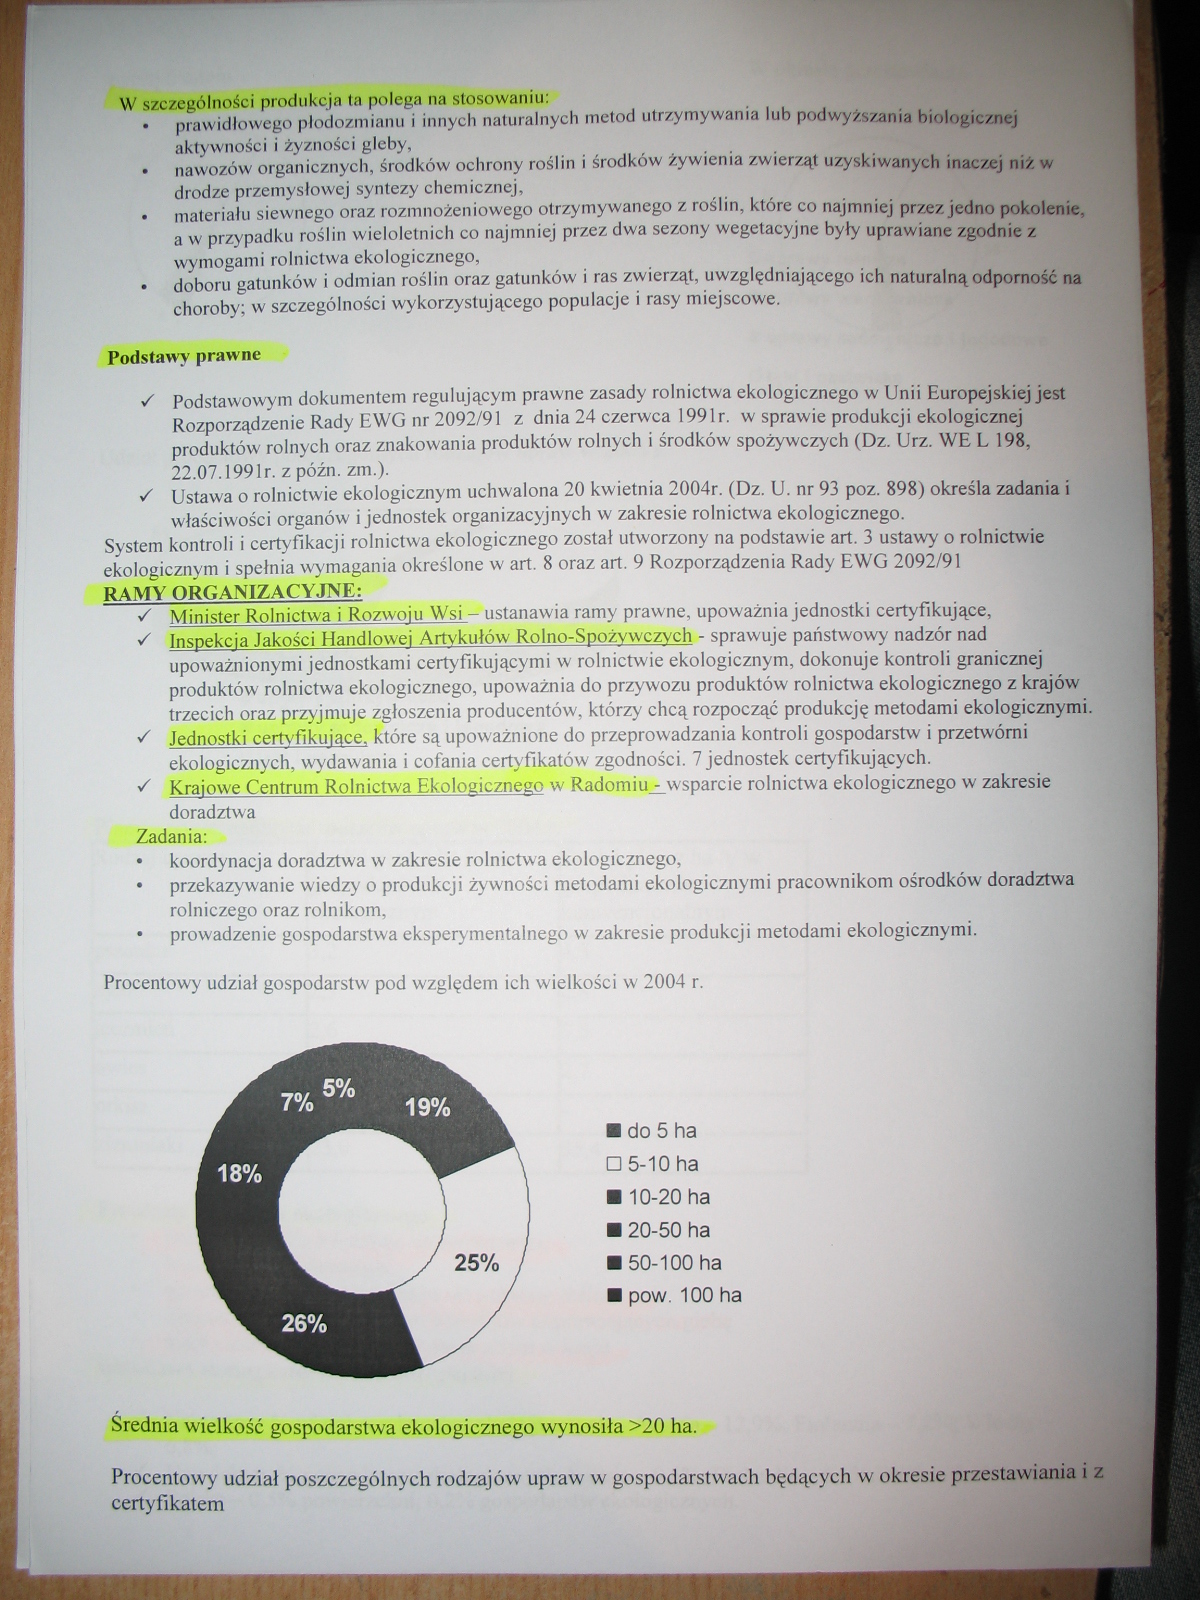 W szczególności produkcja ta polega na stosowaniu:
• prawidłowego płodozmianu i innych naturalnych metod utrzymywania lub podwyższania biologicznej
aktywności i żyzności gleby,
• nawozów organicznych, środków ochrony roślin i środków żywienia zwierząt uzyskiwanych inaczej niż w
drodze przemysłowej syntezy chemicznej,
• materiału siewnego oraz rozmnożeniowego otrzymywanego z roślin, które co najmniej przez jedno pokolenie,
a w przypadku roślin wieloletnich co najmniej przez dwa sezony wegetacyjne były uprawiane zgodnie z
wymogami rolnictwa ekologicznego,
• doboru gatunków i odmian roślin oraz gatunków i ras zwierząt, uwzględniającego ich naturalną odporność na
choroby; w szczególności wykorzystującego populacje i rasy miejscowe.
Podstawy prawne
✓ Podstawowym dokumentem regulującym prawne zasady rolnictwa ekologicznego w Unii Europejskiej jest
Rozporządzenie Rady EWG nr 2092/91 z dnia 24 czerwca 1991r. w sprawie produkcji ekologicznej
produktów rolnych oraz znakowania produktów rolnych i środków spożywczych (Dz. Urz. WE L 198,
22.07.1991r. z późn. zm.).
✓ Ustawa o rolnictwie ekologicznym uchwalona 20 kwietnia 2004r. (Dz. U. nr 93 poz. 898) określa zadania i
właściwości organów i jednostek organizacyjnych w zakresie rolnictwa ekologicznego.
System kontroli i certyfikacji rolnictwa ekologicznego został utworzony na podstawie art. 3 ustawy o rolnictwie
ekologicznym i spełnia wymagania określone w art. 8 oraz art. 9 Rozporządzenia Rady EWG 2092/91
RAMY ORGANIZACYJNE:
✓ Minister Rolnictwa i Rozwoju Wsi – ustanawia ramy prawne, upoważnia jednostki certyfikujące,
✓ Inspekcja Jakości Handlowej Artykułów Rolno-Spożywczych - sprawuje państwowy nadzór nad
upoważnionymi jednostkami certyfikującymi w rolnictwie ekologicznym, dokonuje kontroli granicznej
produktów rolnictwa ekologicznego, upoważnia do przywozu produktów rolnictwa ekologicznego z krajów
trzecich oraz przyjmuje zgłoszenia producentów, którzy chcą rozpocząć produkcję metodami ekologicznymi.
✓ Jednostki certyfikujące, które są upoważnione do przeprowadzania kontroli gospodarstw i przetwórni
ekologicznych, wydawania i cofania certyfikatów zgodności. 7 jednostek certyfikujących.
✓ Krajowe Centrum Rolnictwa Ekologicznego w Radomiu - wsparcie rolnictwa ekologicznego w zakresie
doradztwa
Zadania:
• koordynacja doradztwa w zakresie rolnictwa ekologicznego,
• przekazywanie wiedzy o produkcji żywności metodami ekologicznymi pracownikom ośrodków doradztwa
rolniczego oraz rolnikom,
• prowadzenie gospodarstwa eksperymentalnego w zakresie produkcji metodami ekologicznymi.
Procentowy udział gospodarstw pod względem ich wielkości w 2004 r.
5%
7%
19%
18%
25%
26%
do 5 ha
5-10 ha
10-20 ha
20-50 ha
50-100 ha
pow. 100 ha
Średnia wielkość gospodarstwa ekologicznego wynosiła >20 ha.
Procentowy udział poszczególnych rodzajów upraw w gospodarstwach będących w okresie przestawiania i z
certyfikatem